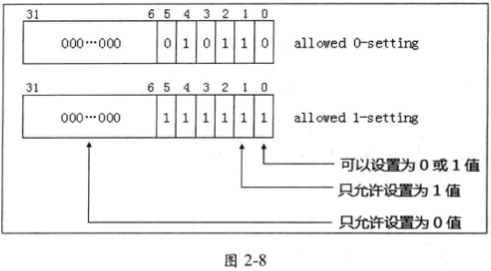 31 6 5 4 3 2 1 0
000…000 0 1 0 1 1 0 allowed 0-setting
31 6 5 4 3 2 1 0
000…000 1 1 1 1 1 1 allowed 1-setting
可以设置为 0 或 1 值
只允许设置为 1 值
只允许设置为 0 值
图 2-8